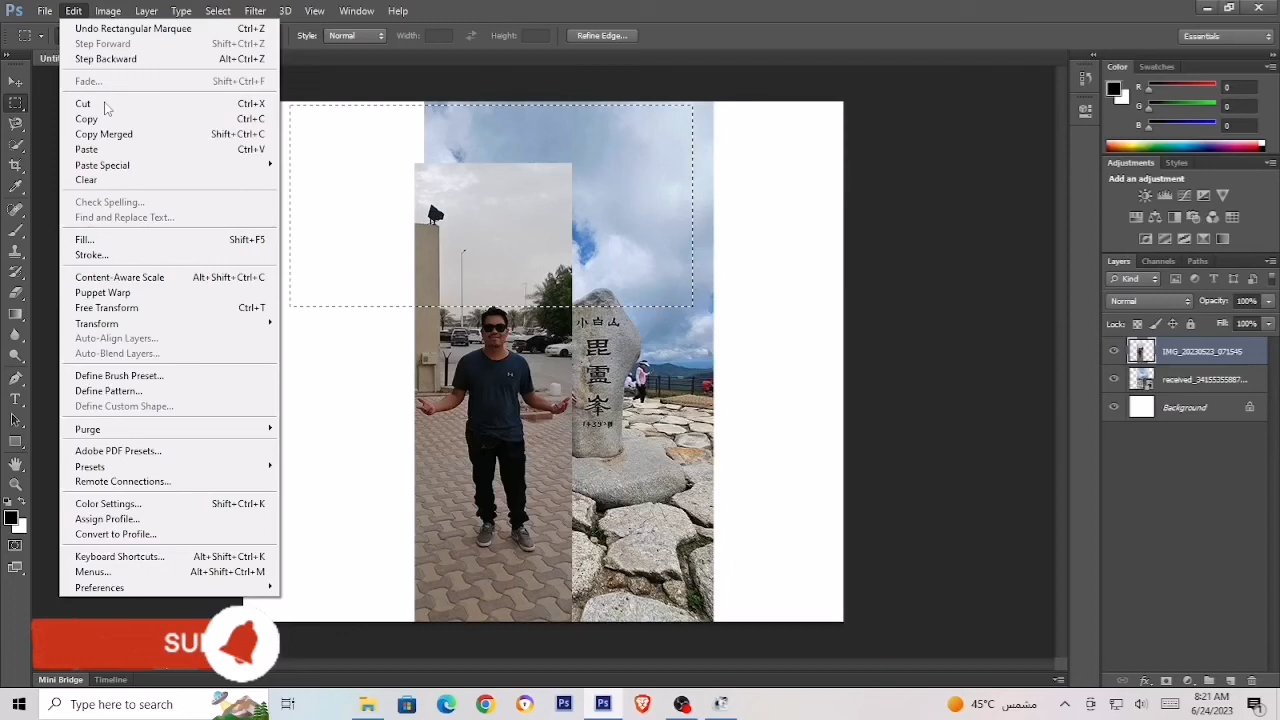 Ps File Edit Image Layer Type Select Filter 3D View Window Help
Style: Normal Width: Height: Refine Edge... Essentials
Undo Rectangular Marquee Ctrl+Z
Step Forward Shift+Ctrl+Z
Step Backward Alt+Ctrl+Z
Fade... Shift+Ctrl+F
Cut Ctrl+X
Copy Ctrl+C
Copy Merged Shift+Ctrl+C
Paste Ctrl+V
Paste Special
Clear
Check Spelling...
Find and Replace Text...
Fill... Shift+F5
Stroke...
Content-Aware Scale Alt+Shift+Ctrl+C
Puppet Warp
Free Transform Ctrl+T
Transform
Auto-Align Layers...
Auto-Blend Layers...
Define Brush Preset...
Define Pattern...
Define Custom Shape...
Purge
Adobe PDF Presets...
Presets
Remote Connections...
Color Settings... Shift+Ctrl+K
Assign Profile...
Convert to Profile...
Keyboard Shortcuts... Alt+Shift+Ctrl+K
Menus... Alt+Shift+Ctrl+M
Preferences
小白山
毘
盧
峯
1439M
Color Swatches
R 0
G 0
B 0
Adjustments Styles
Add an adjustment
Layers Channels Paths
Kind
Normal Opacity: 100%
Lock: Fill: 100%
IMG_20230523_071545
received_34155355887...
Background
Mini Bridge Timeline
Type here to search
45°C مشمس
8:21 AM
6/24/2023